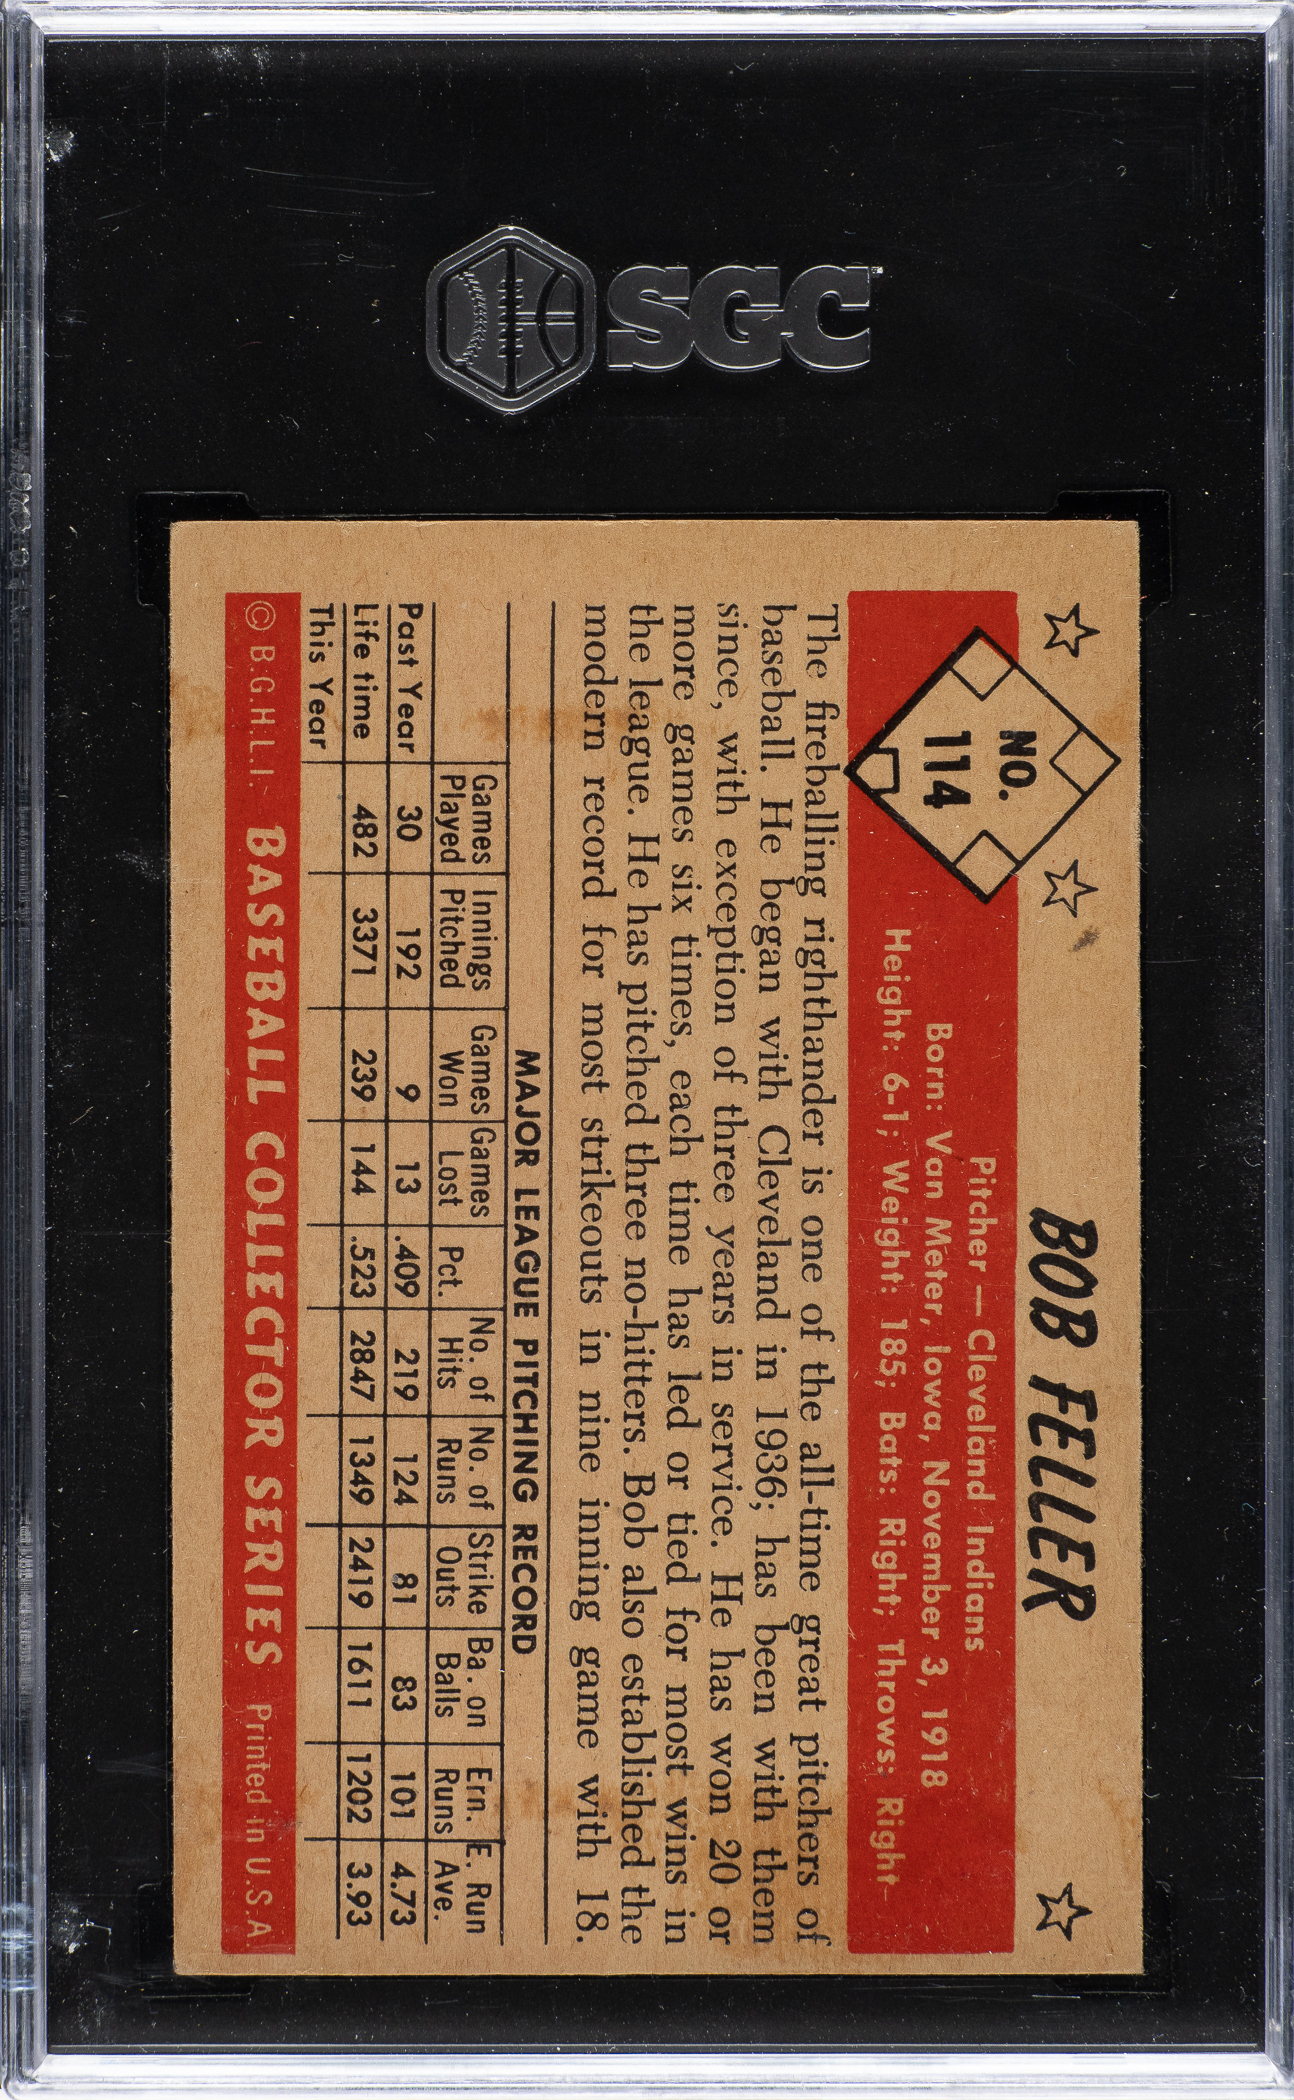 SGC
BOB FELLER
NO.
114
Pitcher — Cleveland Indians
Born: Van Meter, Iowa, November 3, 1918
Height: 6-1; Weight: 185; Bats: Right; Throws: Right
The fireballing righthander is one of the all-time great pitchers of
baseball. He began with Cleveland in 1936; has been with them
since, with exception of three years in service. He has won 20 or
more games six times, each time has led or tied for most wins in
the league. He has pitched three no-hitters. Bob also established the
modern record for most strikeouts in nine inning game with 18.
MAJOR LEAGUE PITCHING RECORD
Games Innings Games Games Pct. No. of No. of Strike Ba. on Ern. E. Run
Played Pitched Won Lost Hits Runs Outs Balls Runs Ave.
Past Year 30 192 9 13 .409 219 124 81 83 101 4.73
Life time 482 3371 239 144 .523 2847 1349 2419 1611 1202 3.93
This Year
© B.G.H.L.I. BASEBALL COLLECTOR SERIES Printed in U.S.A.